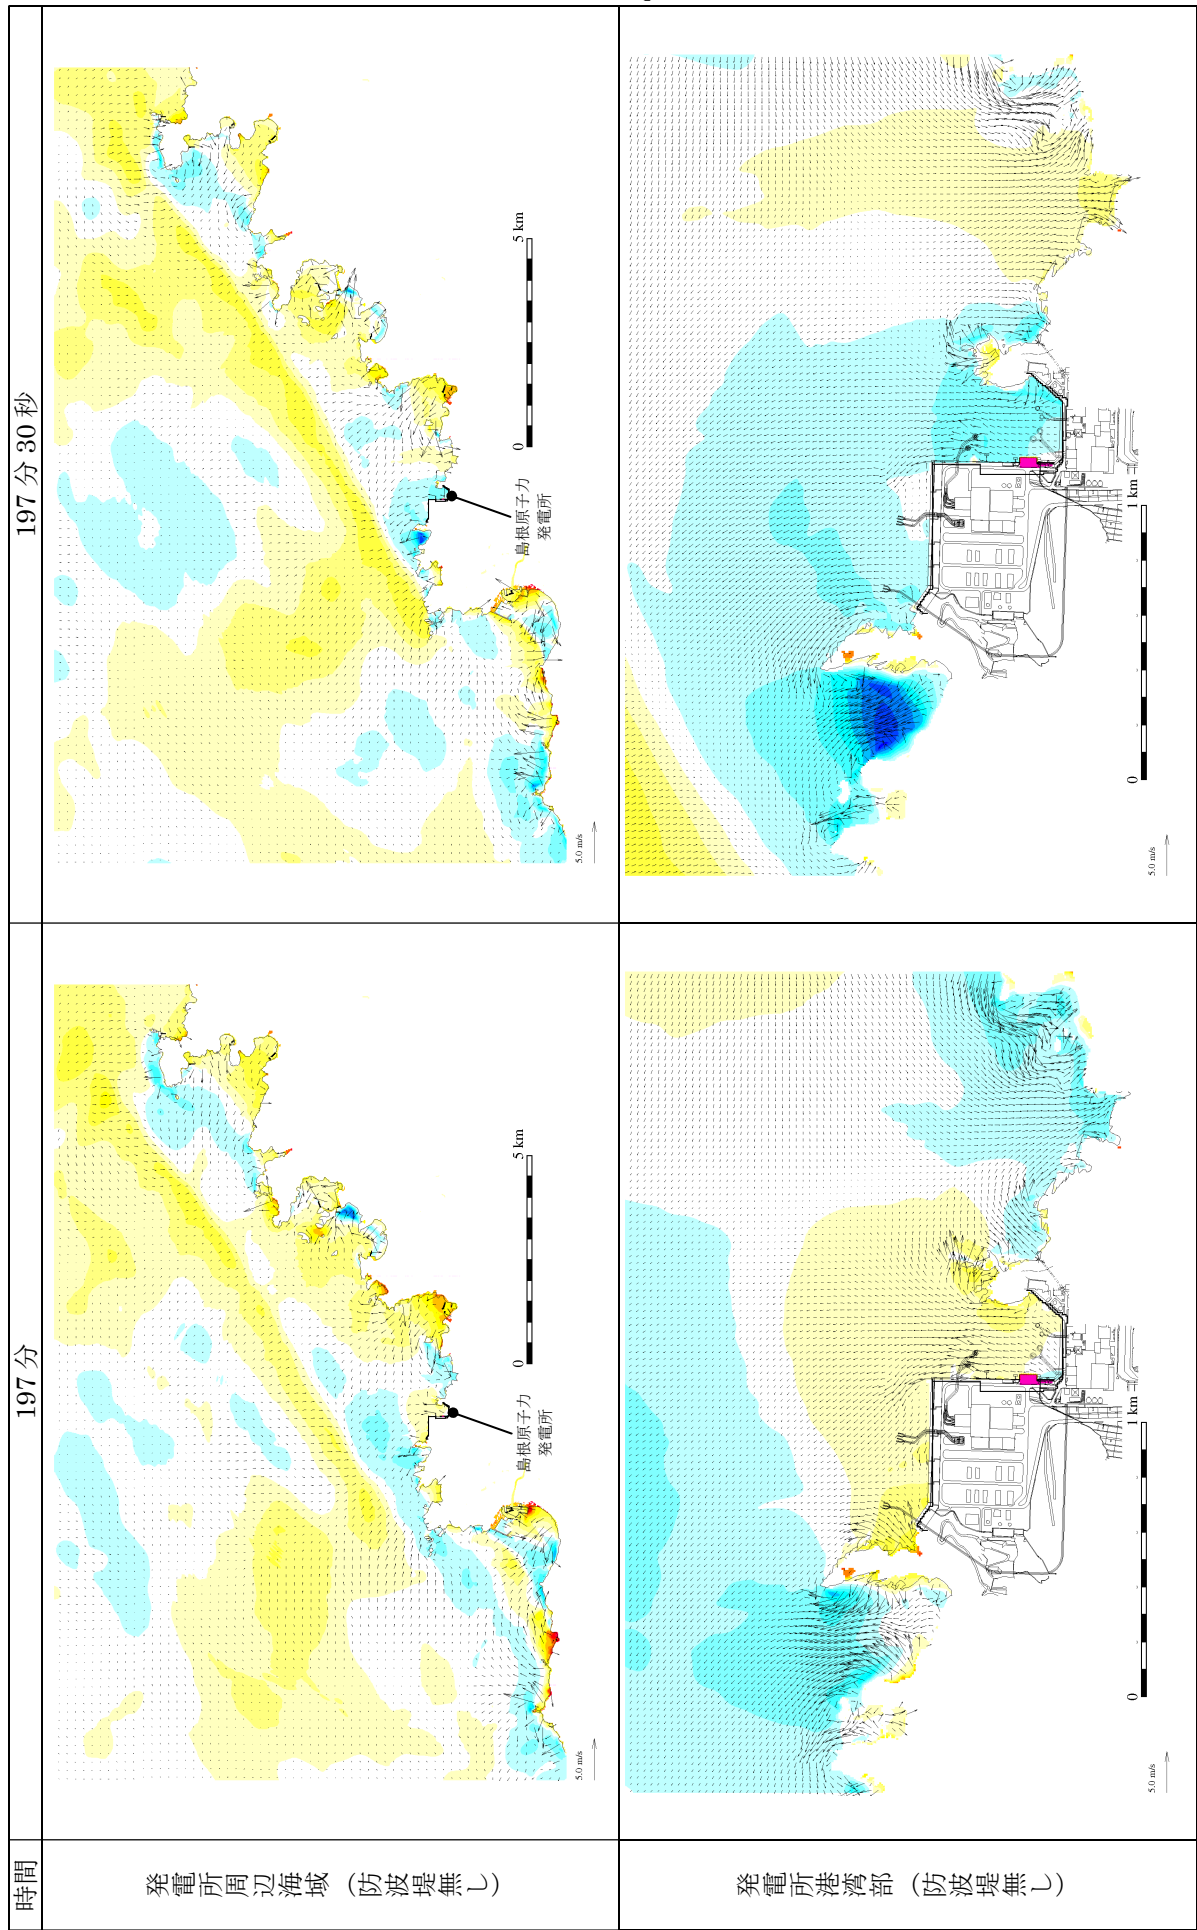 時間
197分
197分30秒
発電所周辺海域（防波堤無し）
島根原子力
発電所
0
5 km
5.0 m/s
島根原子力
発電所
0
5 km
5.0 m/s
発電所港湾部（防波堤無し）
0
1 km
5.0 m/s
0
1 km
5.0 m/s